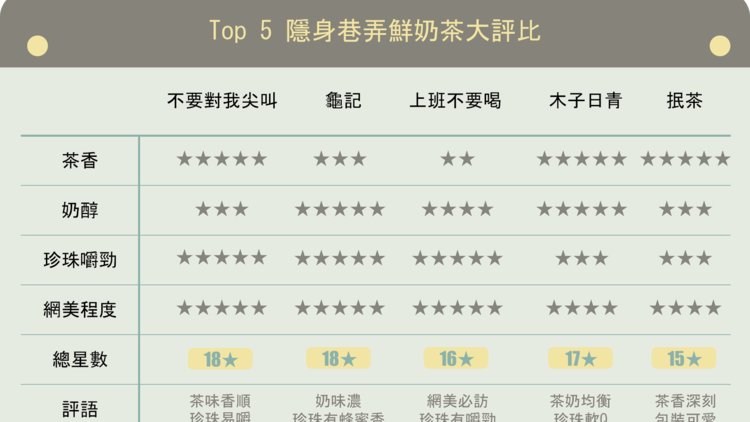 Top 5 隱身巷弄鮮奶茶大評比
不要對我尖叫 龜記 上班不要喝 木子日青 抿茶
茶香 ★★★★★ ★★★ ★★ ★★★★★ ★★★★★
奶醇 ★★★ ★★★★★ ★★★★ ★★★★★ ★★★
珍珠嚼勁 ★★★★★ ★★★★★ ★★★★★ ★★★ ★★★
網美程度 ★★★★★ ★★★★★ ★★★★★ ★★★★ ★★★★
總星數 18★ 18★ 16★ 17★ 15★
評語 茶味香順 奶味濃 網美必訪 茶奶均衡 茶香深刻
珍珠易嚼 珍珠有蜂蜜香 珍珠有嚼勁 珍珠軟Q 包裝可愛